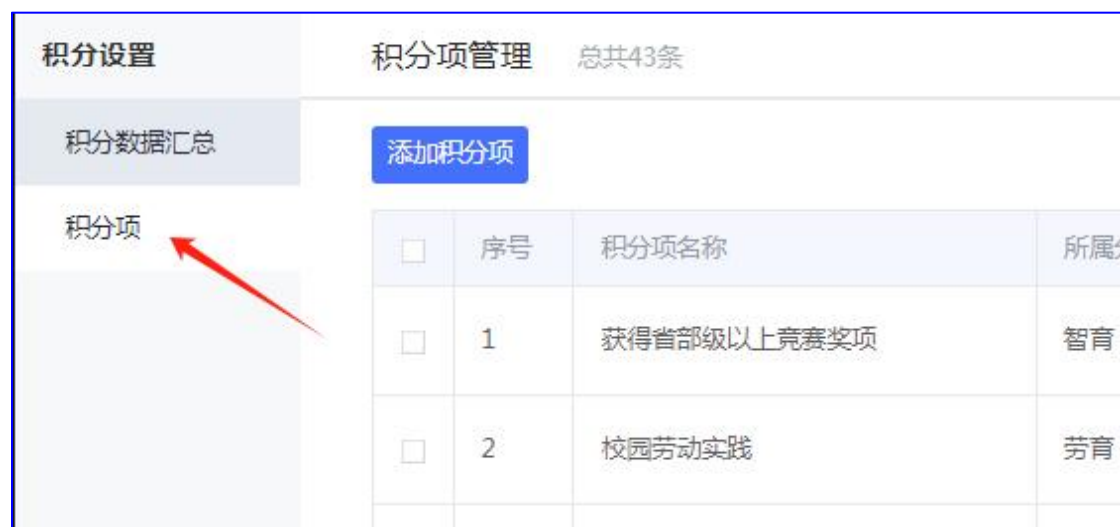 积分设置
积分项管理 总共43条
积分数据汇总
添加积分项
积分项
序号 积分项名称 所属
1 获得省部级以上竞赛奖项 智育
2 校园劳动实践 劳育